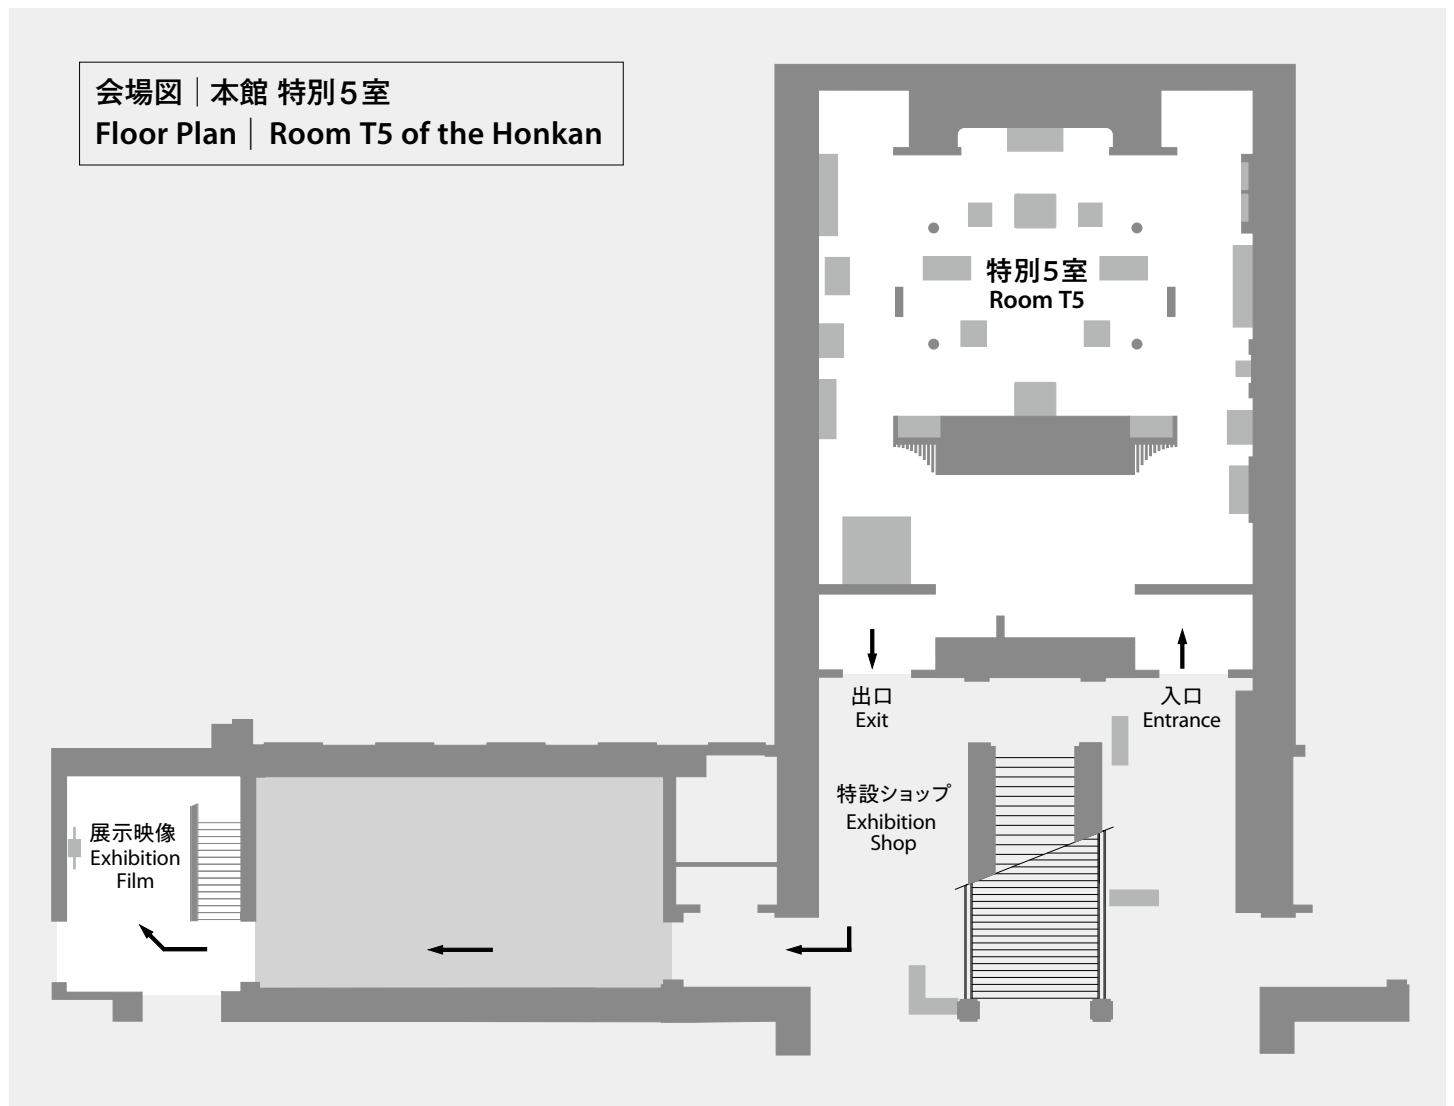 会場図｜本館 特別5室
Floor Plan｜ Room T5 of the Honkan
特別5室
Room T5
出口
Exit
入口
Entrance
特設ショップ
Exhibition
Shop
展示映像
Exhibition
Film